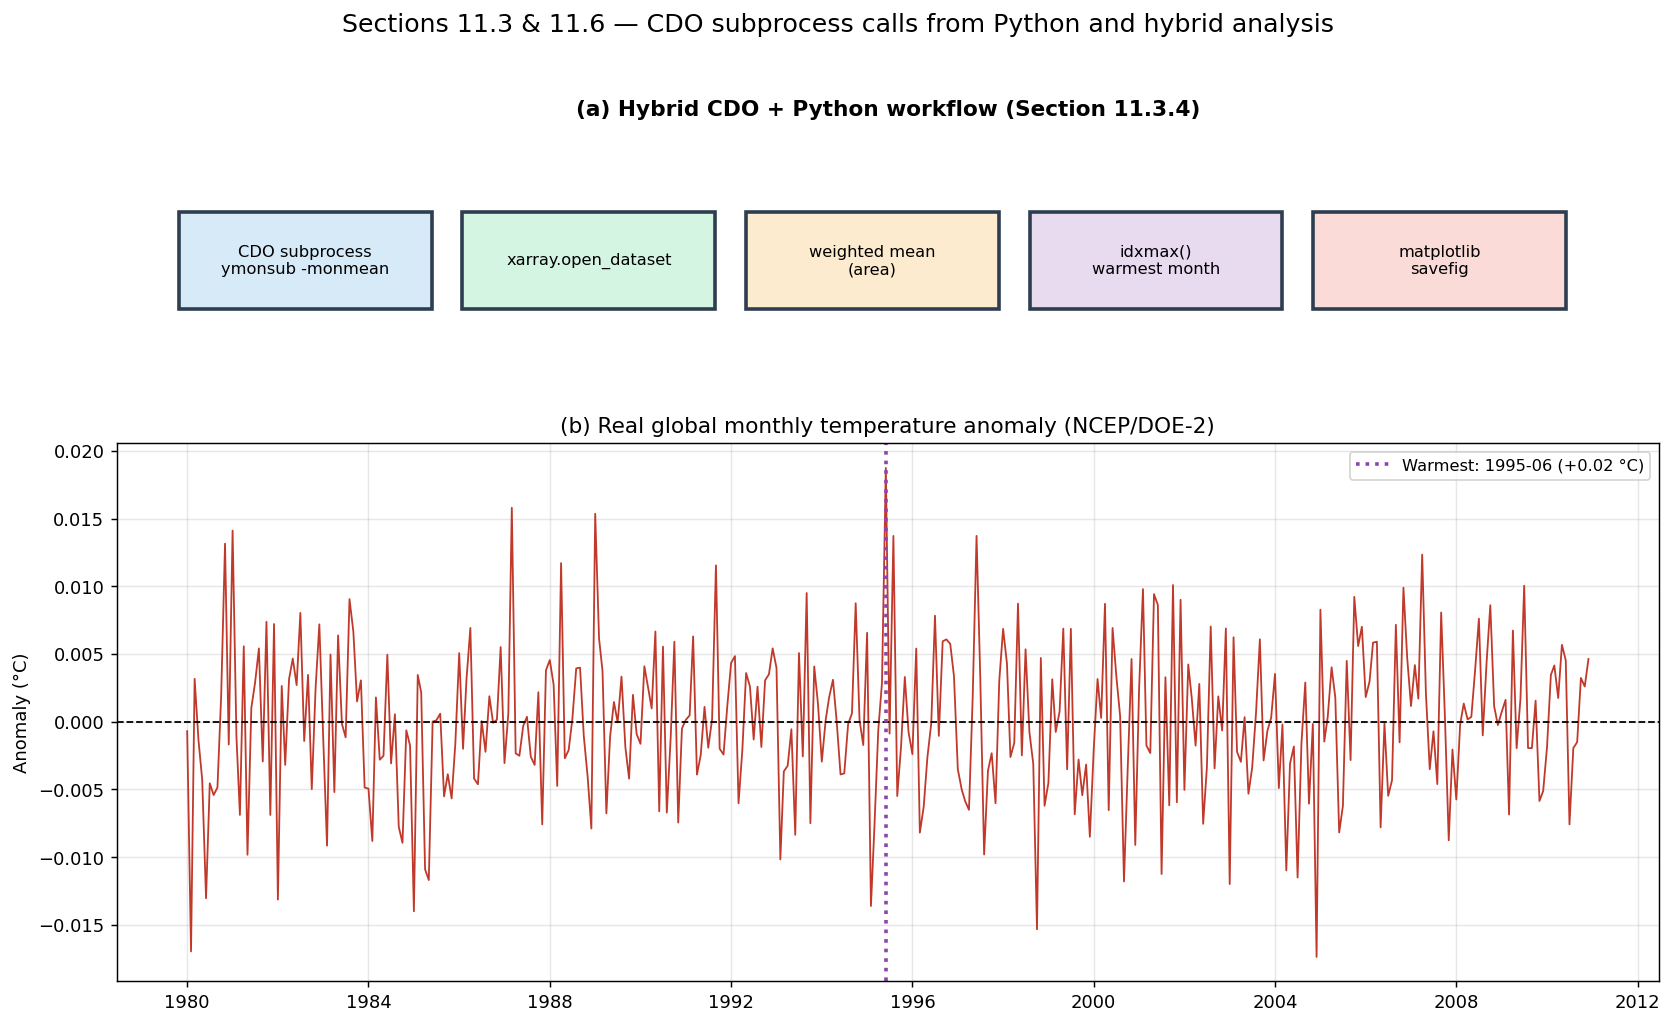 Sections 11.3 & 11.6 — CDO subprocess calls from Python and hybrid analysis
(a) Hybrid CDO + Python workflow (Section 11.3.4)
CDO subprocess
ymonsub -monmean
xarray.open_dataset
weighted mean
(area)
idxmax()
warmest month
matplotlib
savefig
(b) Real global monthly temperature anomaly (NCEP/DOE-2)
Warmest: 1995-06 (+0.02 °C)
Anomaly (°C)
0.020
0.015
0.010
0.005
0.000
−0.005
−0.010
−0.015
1980
1984
1988
1992
1996
2000
2004
2008
2012